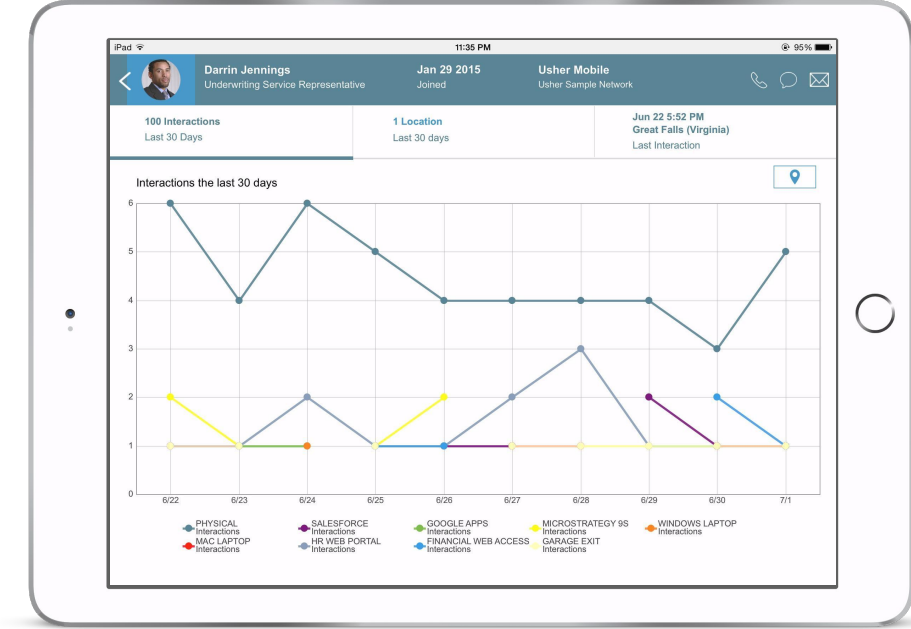 iPad 11:35 PM 95%
Darrin Jennings Jan 29 2015 Usher Mobile
Underwriting Service Representative Joined Usher Sample Network
100 Interactions
Last 30 Days
1 Location
Last 30 days
Jun 22 5:52 PM
Great Falls (Virginia)
Last Interaction
Interactions the last 30 days
6
5
4
3
2
1
0
6/22 6/23 6/24 6/25 6/26 6/27 6/28 6/29 6/30 7/1
PHYSICAL Interactions
SALESFORCE Interactions
GOOGLE APPS Interactions
MICROSTRATEGY 9S Interactions
WINDOWS LAPTOP Interactions
MAC LAPTOP Interactions
HR WEB PORTAL Interactions
FINANCIAL WEB ACCESS Interactions
GARAGE EXIT Interactions